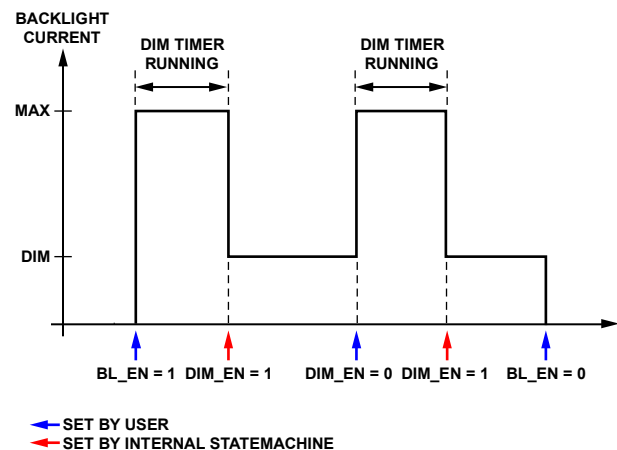 BACKLIGHT
CURRENT
DIM TIMER
RUNNING
DIM TIMER
RUNNING
MAX
DIM
BL_EN = 1
DIM_EN = 1
DIM_EN = 0
DIM_EN = 1
BL_EN = 0
SET BY USER
SET BY INTERNAL STATEMACHINE